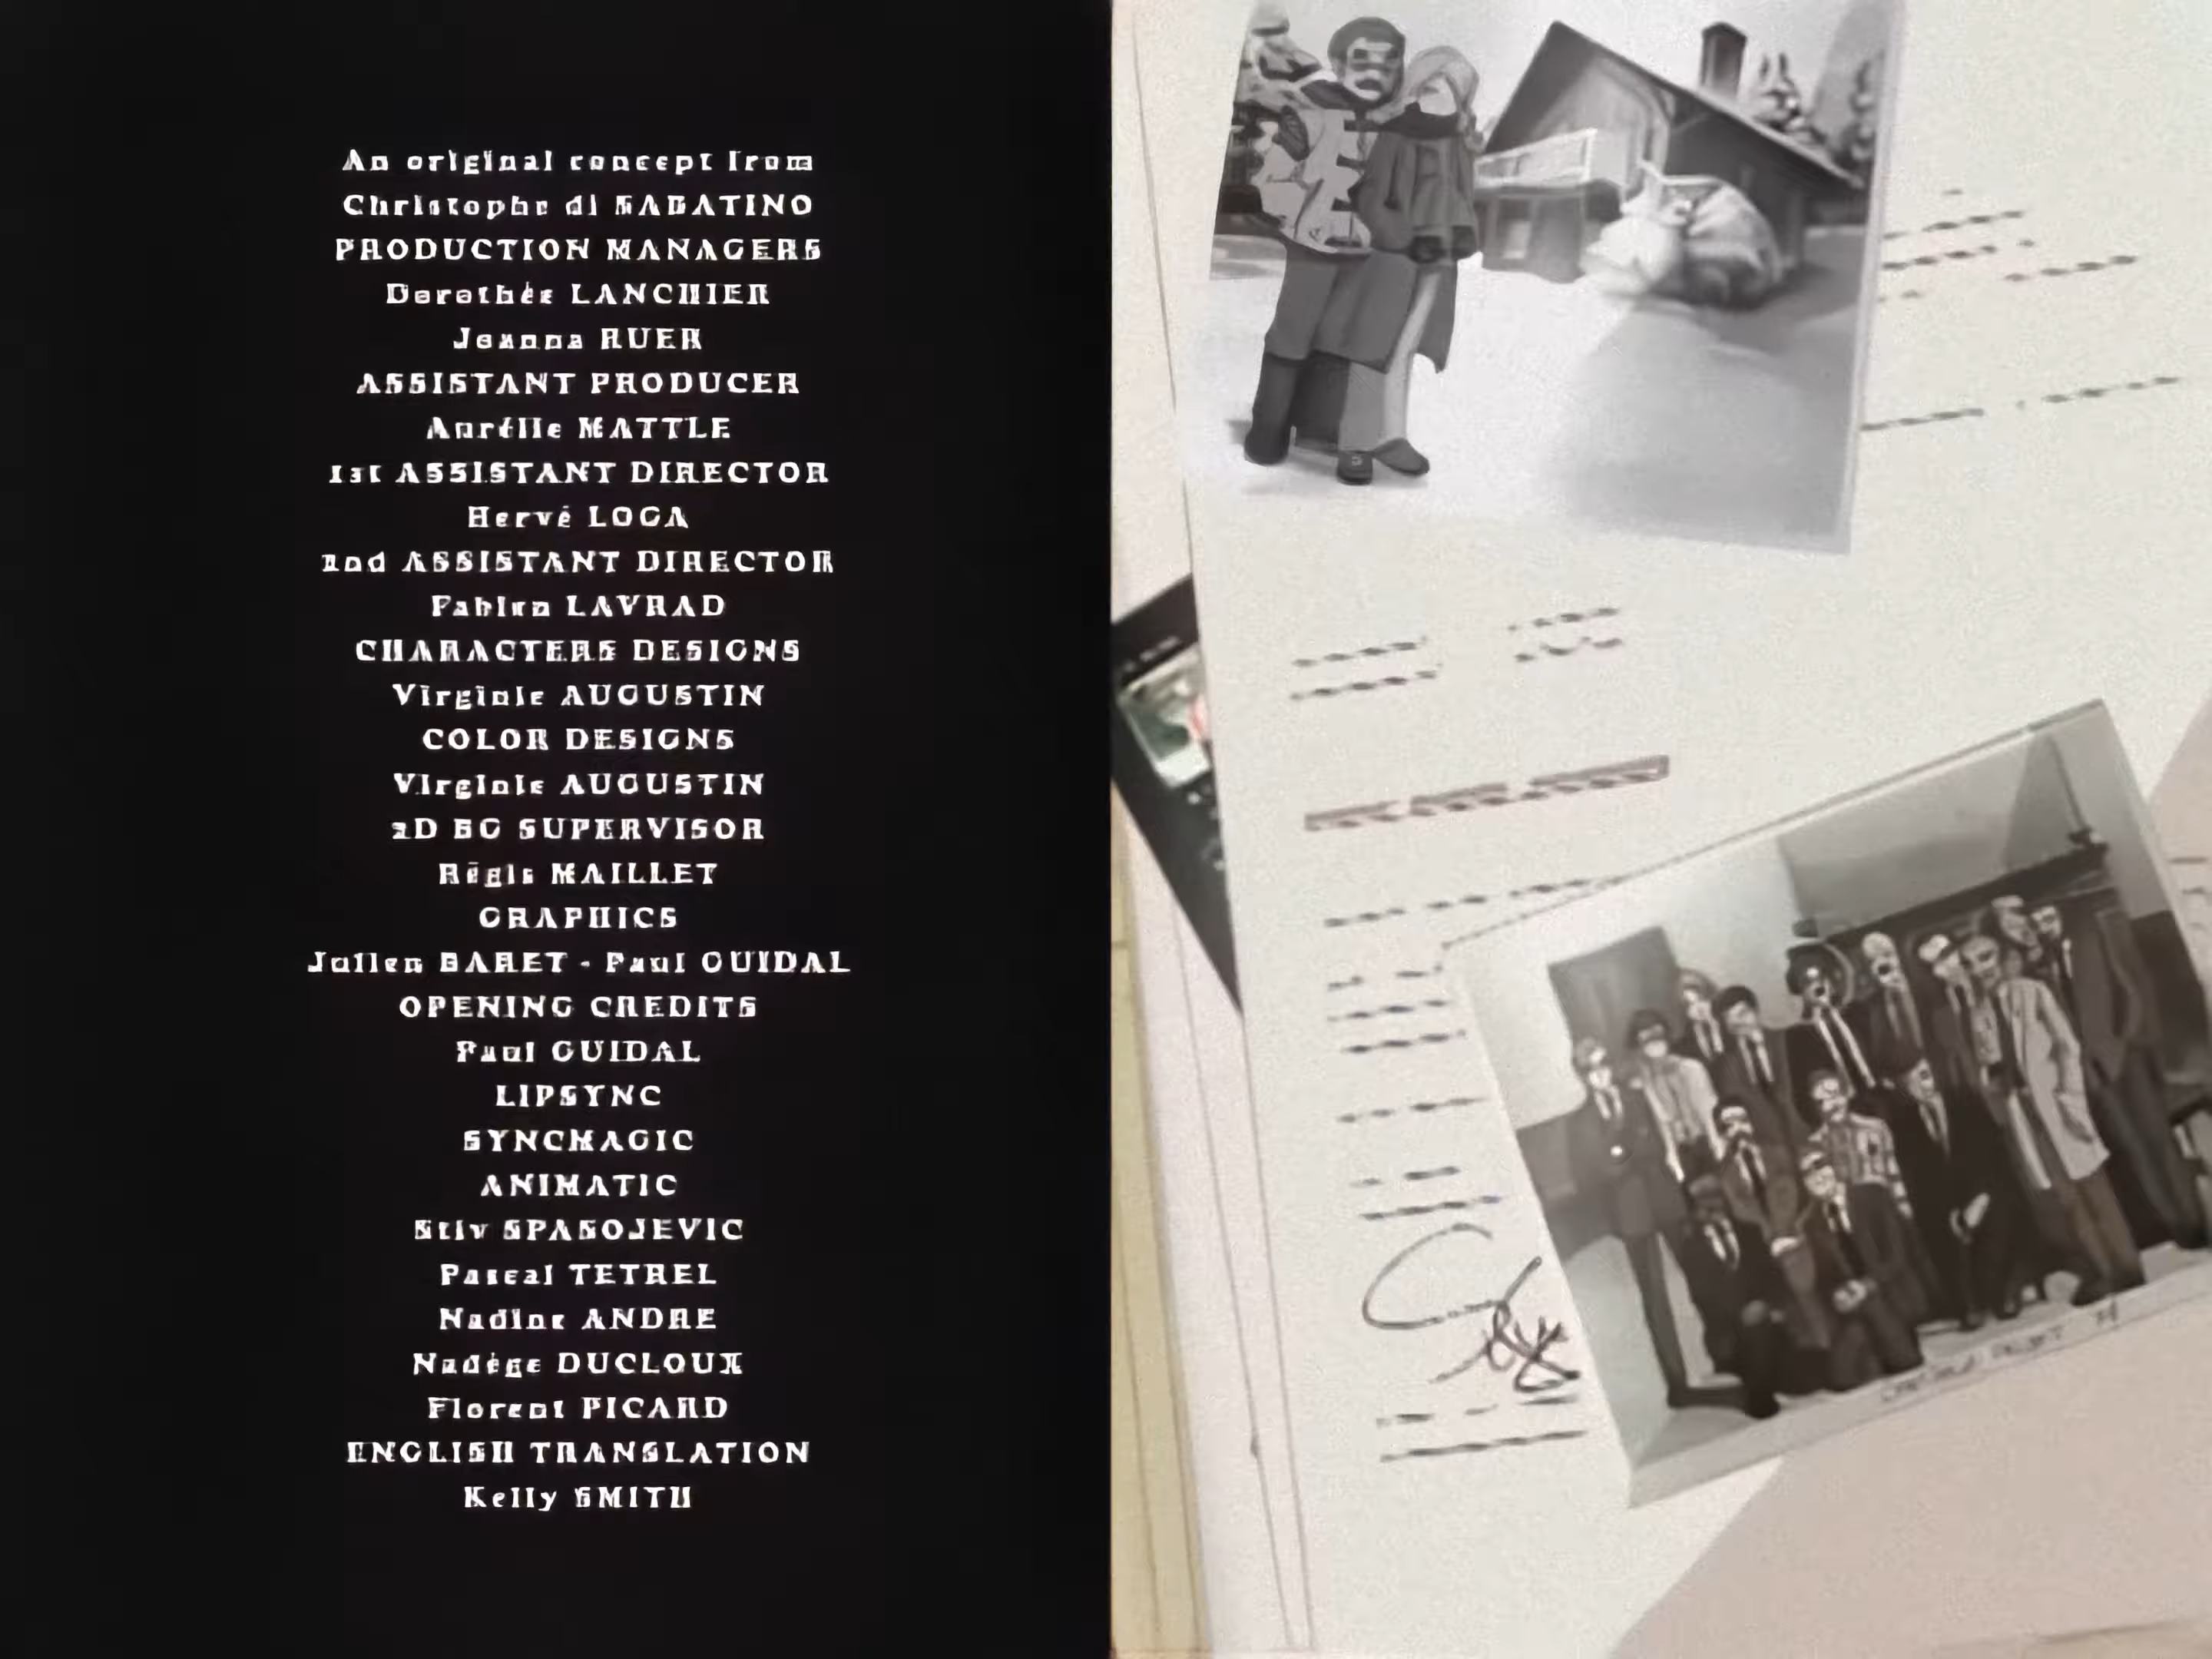 An original concept from
Christophe di SABATINO
PRODUCTION MANAGERS
Dorothée LANCHIER
Joanna RUER
ASSISTANT PRODUCER
Aurélie MATTLE
1st ASSISTANT DIRECTOR
Hervé LOGA
2nd ASSISTANT DIRECTOR
Fabien LAVRAD
CHARACTERS DESIGNS
Virginie AUGUSTIN
COLOR DESIGNS
Virginie AUGUSTIN
2D BG SUPERVISOR
Régis MAILLET
GRAPHICS
Julien BARET - Paul GUIDAL
OPENING CREDITS
Paul GUIDAL
LIPSYNC
SYNCMAGIC
ANIMATIC
Stiv SPASOJEVIC
Pascal TETREL
Nadine ANDRE
Nadège DUCLOUX
Florent PICARD
ENGLISH TRANSLATION
Kelly SMITH